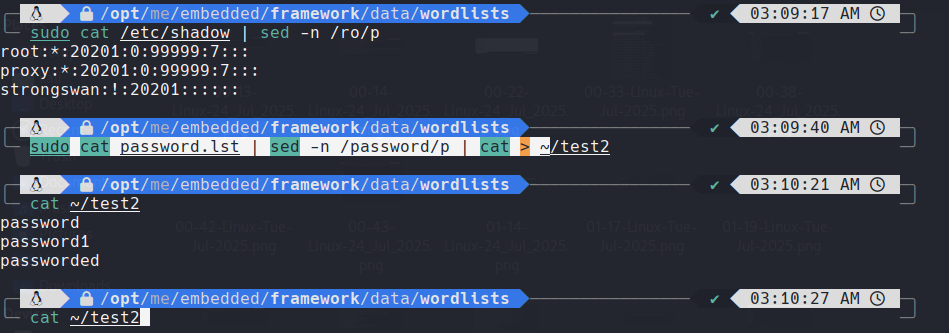 /opt/me/embedded/framework/data/wordlists ✔ 03:09:17 AM
sudo cat /etc/shadow | sed -n /ro/p
root:*:20201:0:99999:7:::
proxy:*:20201:0:99999:7:::
strongswan:!:20201::::::
/opt/me/embedded/framework/data/wordlists ✔ 03:09:40 AM
sudo cat password.lst | sed -n /password/p | cat > ~/test2
/opt/me/embedded/framework/data/wordlists ✔ 03:10:21 AM
cat ~/test2
password
password1
passworded
/opt/me/embedded/framework/data/wordlists ✔ 03:10:27 AM
cat ~/test2